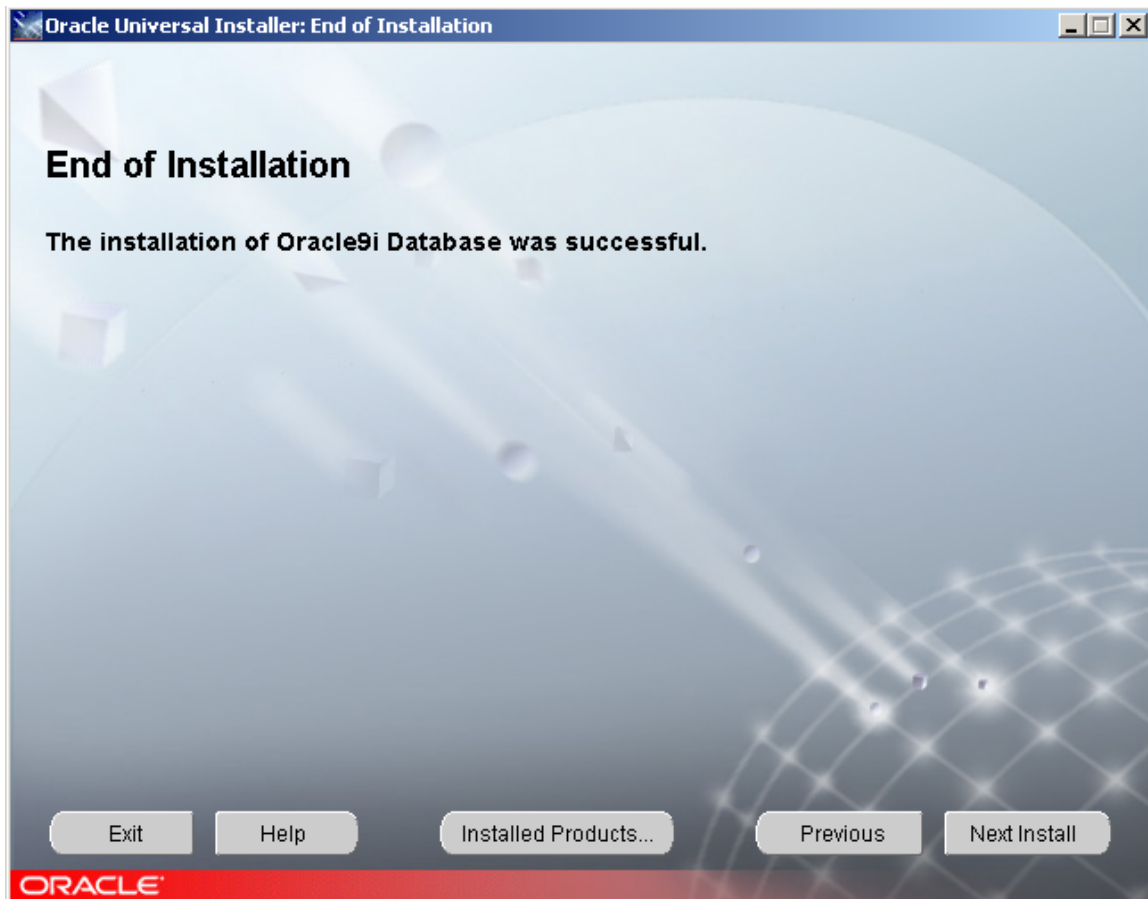 Oracle Universal Installer: End of Installation
End of Installation
The installation of Oracle9i Database was successful.
Exit
Help
Installed Products...
Previous
Next Install
ORACLE